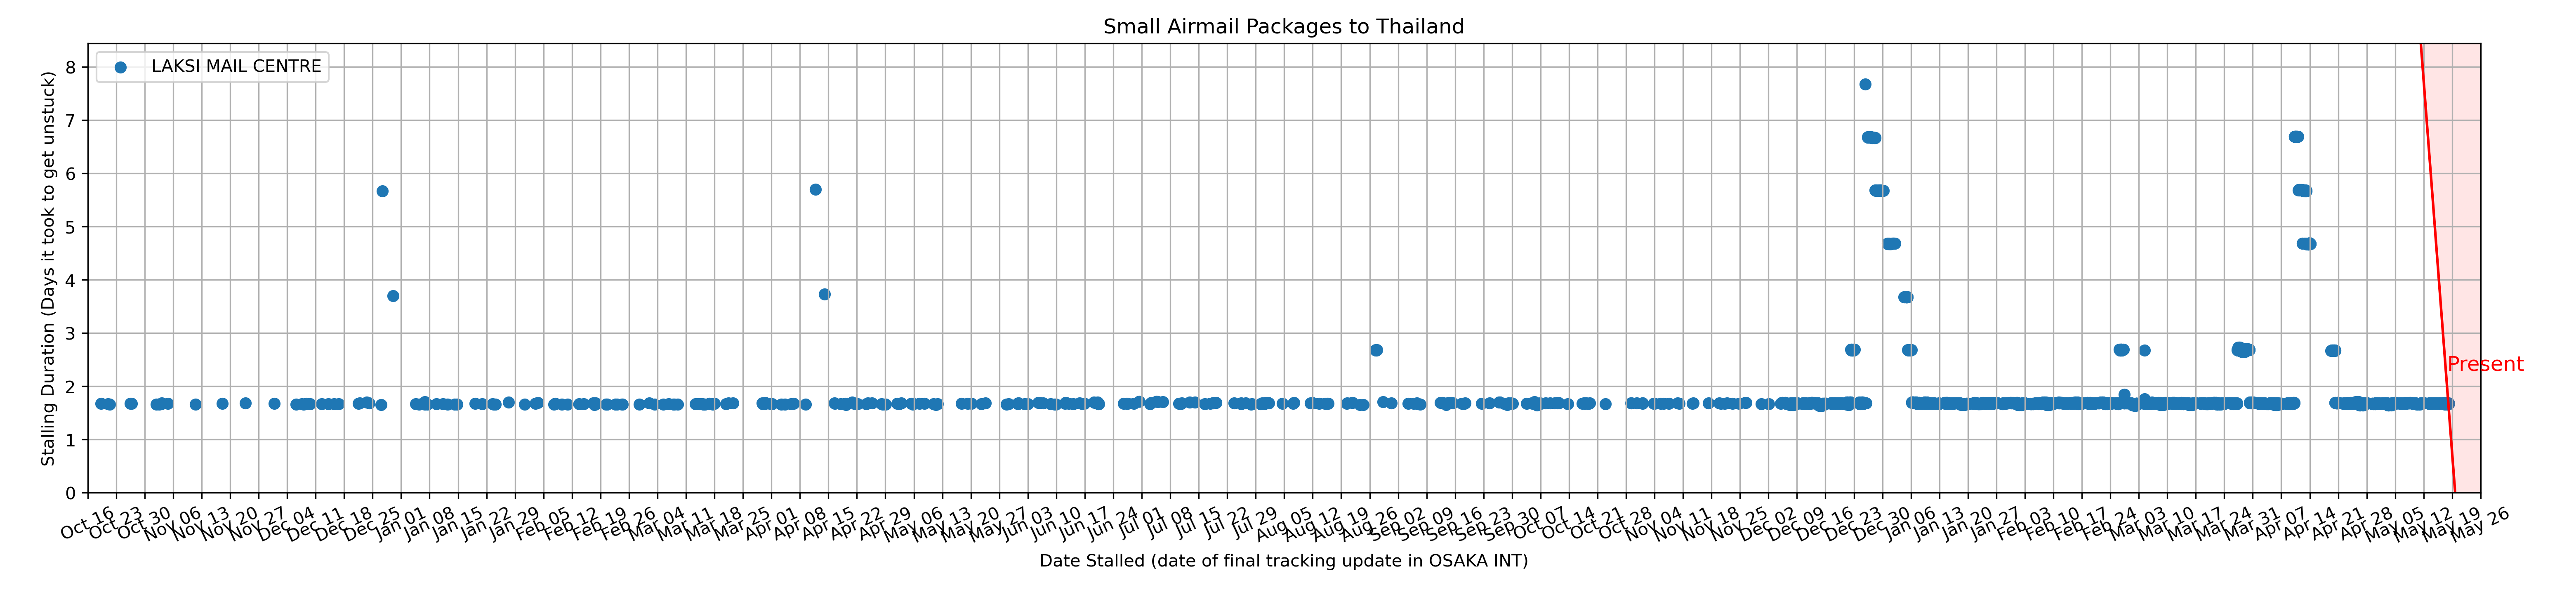 Small Airmail Packages to Thailand
LAKSI MAIL CENTRE
8
7
6
5
4
3
2
1
0
Stalling Duration (Days it took to get unstuck)
Present
Oct 16
Oct 23
Oct 30
Nov 06
Nov 13
Nov 20
Nov 27
Dec 04
Dec 11
Dec 18
Dec 25
Jan 01
Jan 08
Jan 15
Jan 22
Jan 29
Feb 05
Feb 12
Feb 19
Feb 26
Mar 04
Mar 11
Mar 18
Mar 25
Apr 01
Apr 08
Apr 15
Apr 22
Apr 29
May 06
May 13
May 20
May 27
Jun 03
Jun 10
Jun 17
Jun 24
Jul 01
Jul 08
Jul 15
Jul 22
Jul 29
Aug 05
Aug 12
Aug 19
Aug 26
Sep 02
Sep 09
Sep 16
Sep 23
Sep 30
Oct 07
Oct 14
Oct 21
Oct 28
Nov 04
Nov 11
Nov 18
Nov 25
Dec 02
Dec 09
Dec 16
Dec 23
Dec 30
Jan 06
Jan 13
Jan 20
Jan 27
Feb 03
Feb 10
Feb 17
Feb 24
Mar 03
Mar 10
Mar 17
Mar 24
Mar 31
Apr 07
Apr 14
Apr 21
Apr 28
May 05
May 12
May 19
May 26
Date Stalled (date of final tracking update in OSAKA INT)